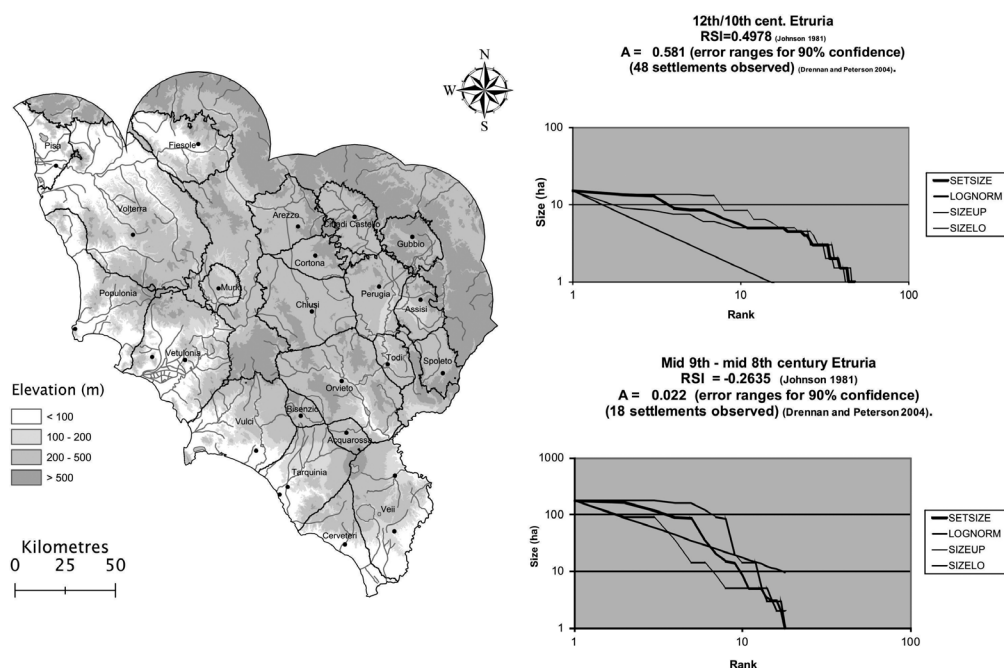 N
W E
S
Pisa
Fiesole
Volterra
Arezzo
Città di Castello
Gubbio
Cortona
Murlo
Chiusi
Perugia
Assisi
Populonia
Vetulonia
Todi
Spoleto
Orvieto
Bisenzio
Vulci
Acquarossa
Tarquinia
Veii
Cerveteri
Elevation (m)
< 100
100 - 200
200 - 500
> 500
Kilometres
0 25 50
12th/10th cent. Etruria
RSI=0.4978 (Johnson 1981)
A = 0.581 (error ranges for 90% confidence)
(48 settlements observed) (Drennan and Peterson 2004).
Size (ha)
100
10
1
1 10 100
Rank
SETSIZE
LOGNORM
SIZEUP
SIZELO
Mid 9th - mid 8th century Etruria
RSI = -0.2635 (Johnson 1981)
A = 0.022 (error ranges for 90% confidence)
(18 settlements observed) (Drennan and Peterson 2004).
Size (ha)
1000
100
10
1
1 10 100
Rank
SETSIZE
LOGNORM
SIZEUP
SIZELO